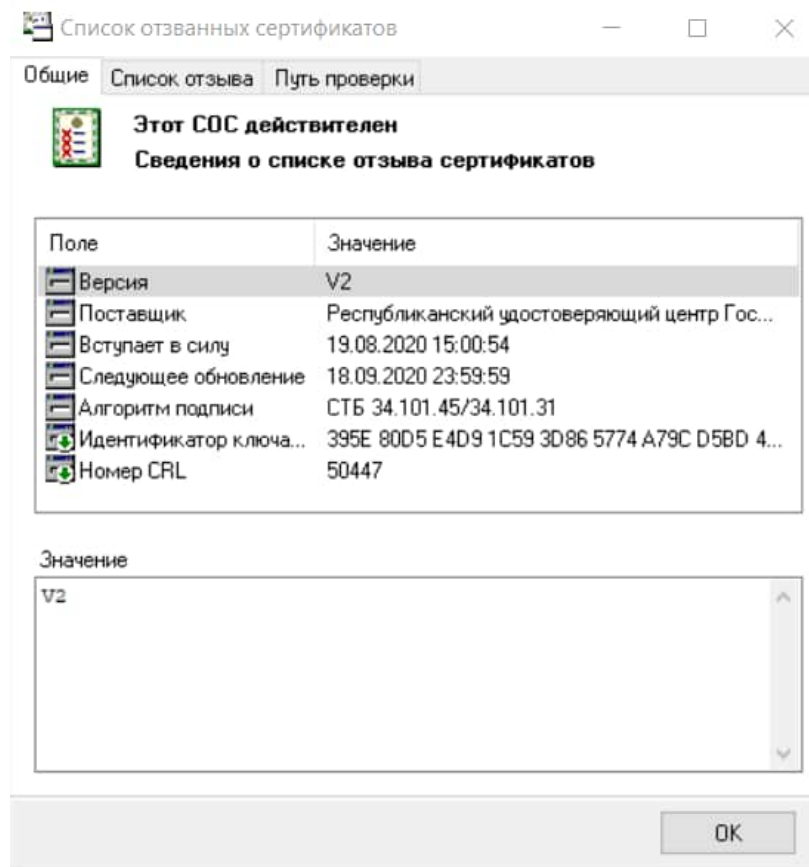 Список отзванных сертификатов
Общие Список отзыва Путь проверки
Этот СОС действителен
Сведения о списке отзыва сертификатов
Поле Значение
Версия V2
Поставщик Республиканский удостоверяющий центр Гос...
Вступает в силу 19.08.2020 15:00:54
Следующее обновление 18.09.2020 23:59:59
Алгоритм подписи СТБ 34.101.45/34.101.31
Идентификатор ключа... 395E 80D5 E4D9 1C59 3D86 5774 A79C D5BD 4...
Номер CRL 50447
Значение
V2
OK